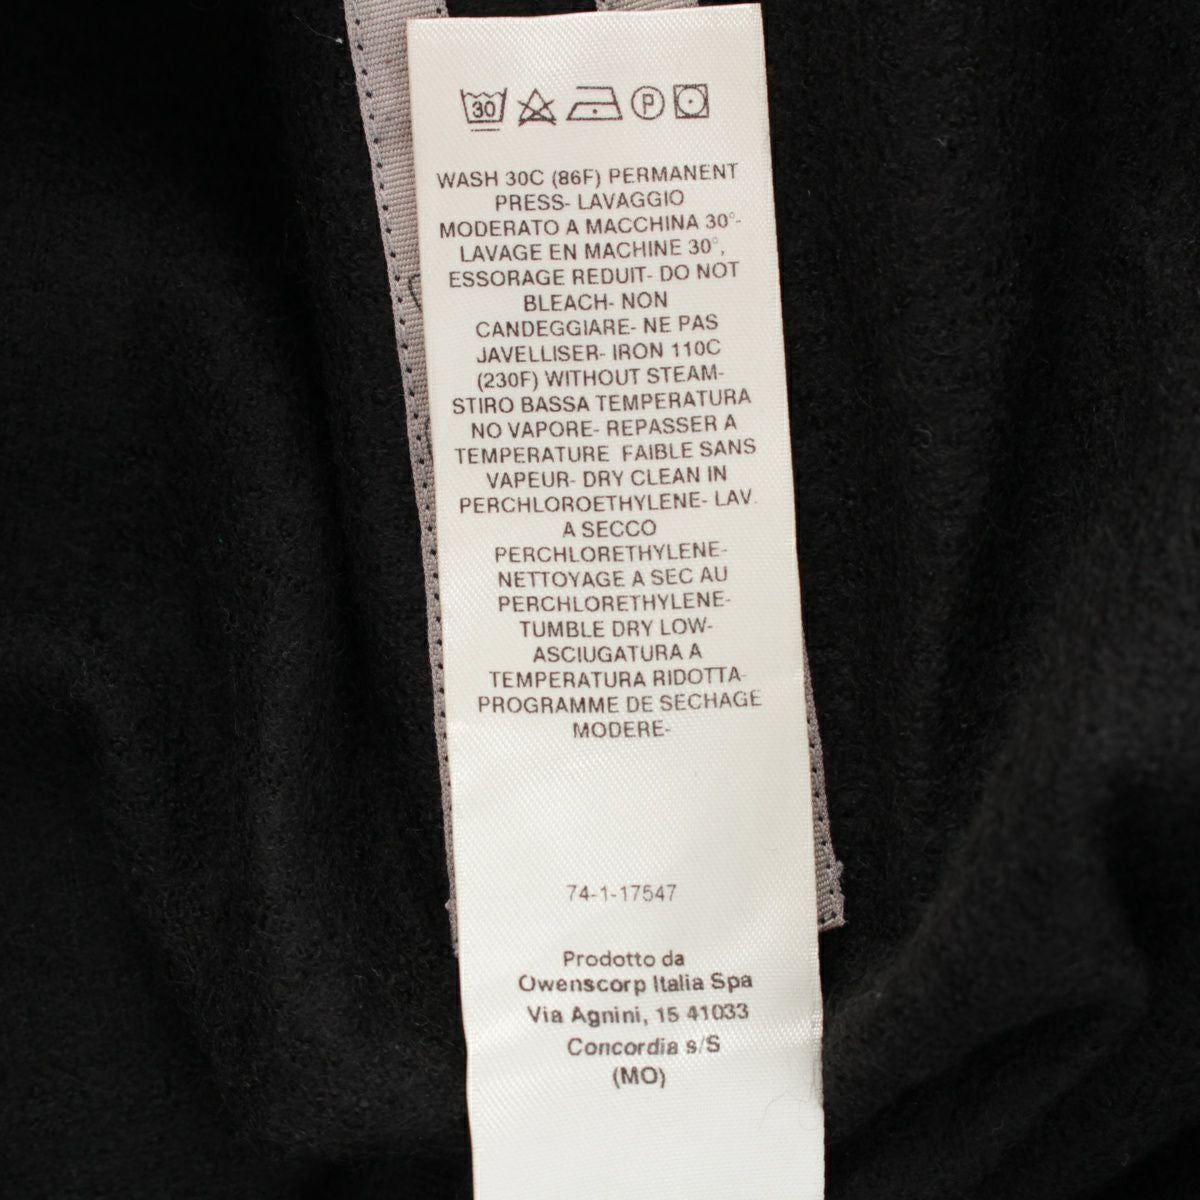 30 P
WASH 30C (86F) PERMANENT
PRESS- LAVAGGIO
MODERATO A MACCHINA 30°-
LAVAGE EN MACHINE 30°,
ESSORAGE REDUIT- DO NOT
BLEACH- NON
CANDEGGIARE- NE PAS
JAVELLISER- IRON 110C
(230F) WITHOUT STEAM-
STIRO BASSA TEMPERATURA
NO VAPORE- REPASSER A
TEMPERATURE FAIBLE SANS
VAPEUR- DRY CLEAN IN
PERCHLOROETHYLENE- LAV.
A SECCO
PERCHLORETHYLENE-
NETTOYAGE A SEC AU
PERCHLORETHYLENE-
TUMBLE DRY LOW-
ASCIUGATURA A
TEMPERATURA RIDOTTA-
PROGRAMME DE SECHAGE
MODERE-
74-1-17547
Prodotto da
Owenscorp Italia Spa
Via Agnini, 15 41033
Concordia s/S
(MO)